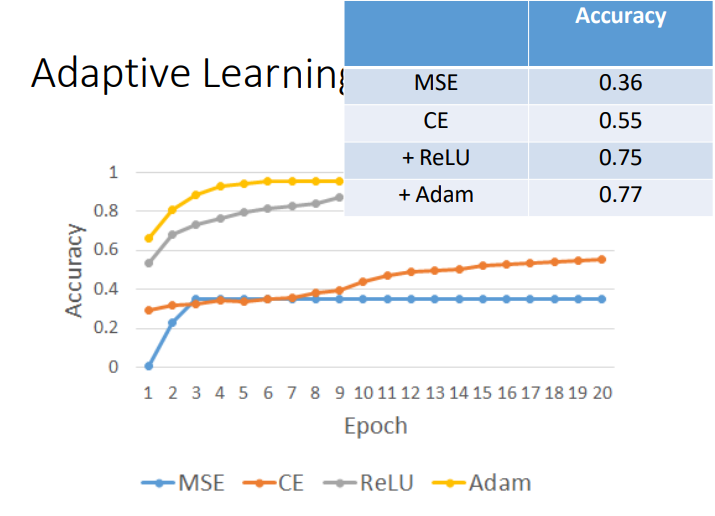 Adaptive Learning
Accuracy
MSE 0.36
CE 0.55
+ ReLU 0.75
+ Adam 0.77
1
0.8
0.6
0.4
0.2
0
Accuracy
1 2 3 4 5 6 7 8 9 10 11 12 13 14 15 16 17 18 19 20
Epoch
MSE CE ReLU Adam